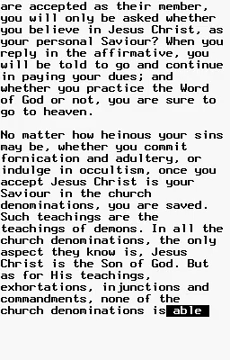 are accepted as their member,
you will only be asked whether
you believe in Jesus Christ, as
your personal Saviour? When you
reply in the affirmative, you
will be told to go and continue
in paying your dues; and
whether you practice the Word
of God or not, you are sure to
go to heaven.

No matter how heinous your sins
may be, whether you commit
fornication and adultery, or
indulge in occultism, once you
accept Jesus Christ is your
Saviour in the church
denominations, you are saved.
Such teachings are the
teachings of demons. In all the
church denominations, the only
aspect they know is, Jesus
Christ is the Son of God. But
as for His teachings,
exhortations, injunctions and
commandments, none of the
church denominations is able